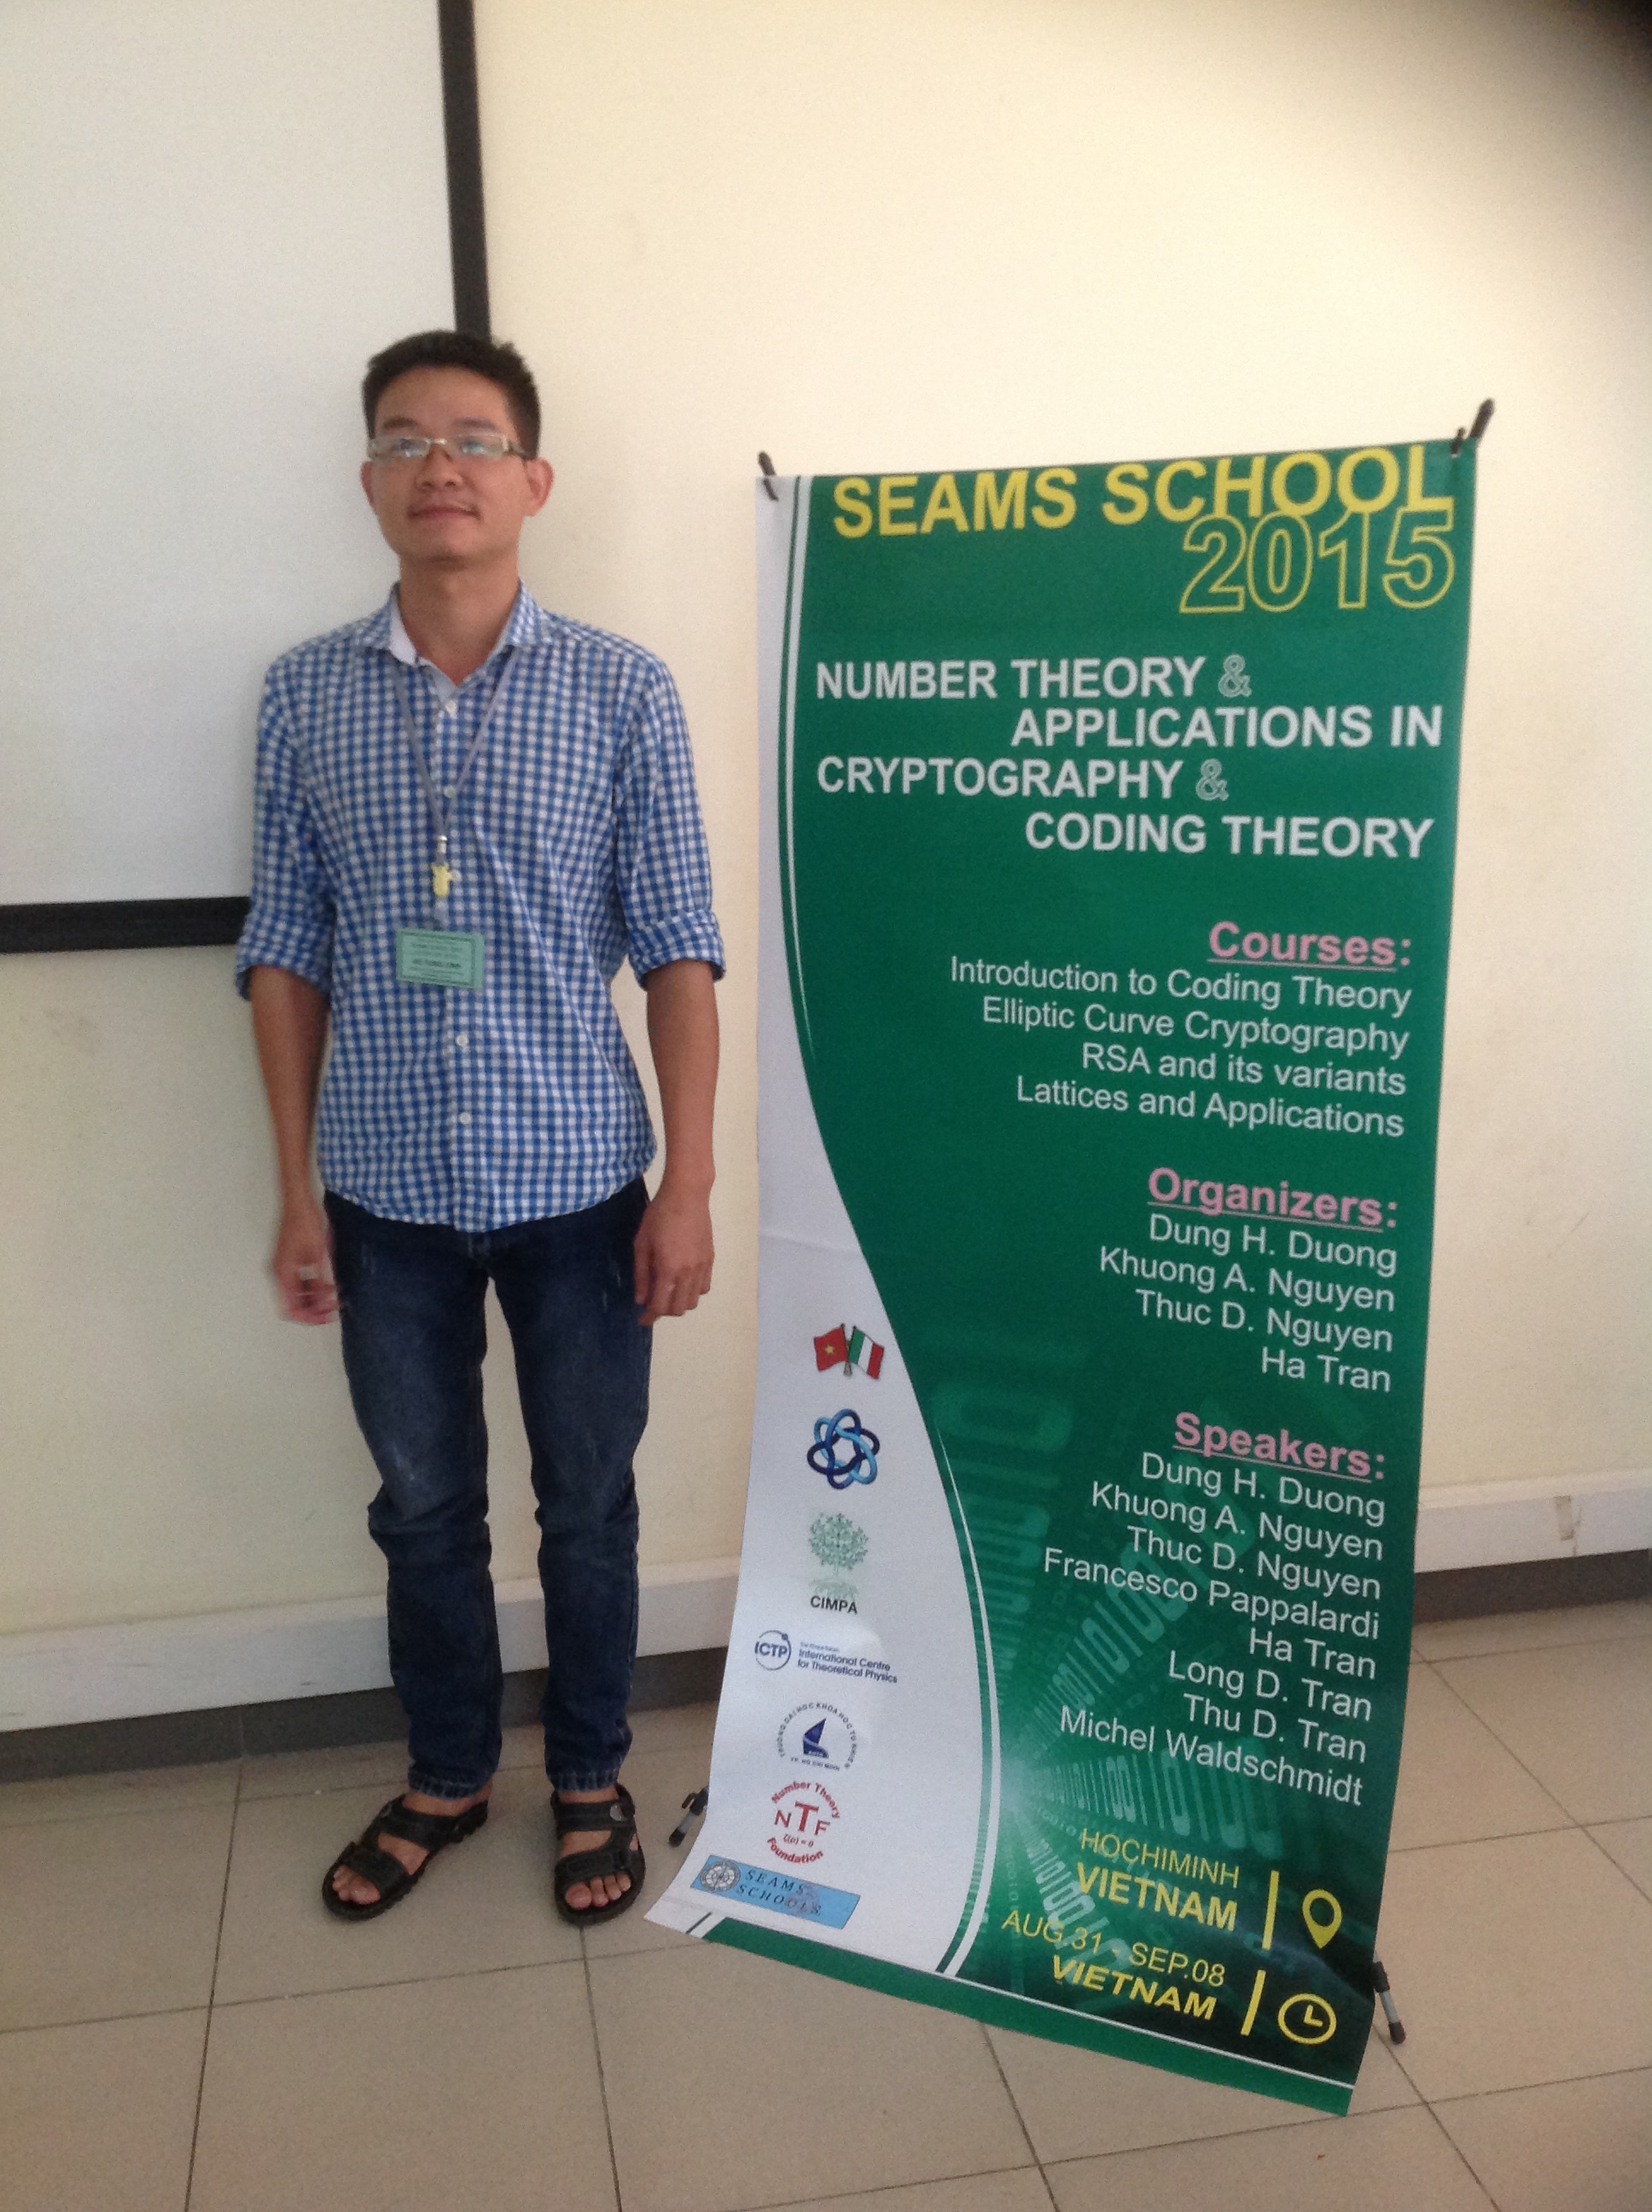 SEAMS SCHOOL
2015
NUMBER THEORY &
APPLICATIONS IN
CRYPTOGRAPHY &
CODING THEORY
Courses:
Introduction to Coding Theory
Elliptic Curve Cryptography
RSA and its variants
Lattices and Applications
Organizers:
Dung H. Duong
Khuong A. Nguyen
Thuc D. Nguyen
Ha Tran
Speakers:
Dung H. Duong
Khuong A. Nguyen
Thuc D. Nguyen
Francesco Pappalardi
Ha Tran
Long D. Tran
Thu D. Tran
Michel Waldschmidt
HOCHIMINH
VIETNAM
AUG.31 - SEP.08
VIETNAM
CIMPA
ICTP
International Centre
for Theoretical Physics
Number Theory
NTF
Foundation
SEAMS
SCHOOLS